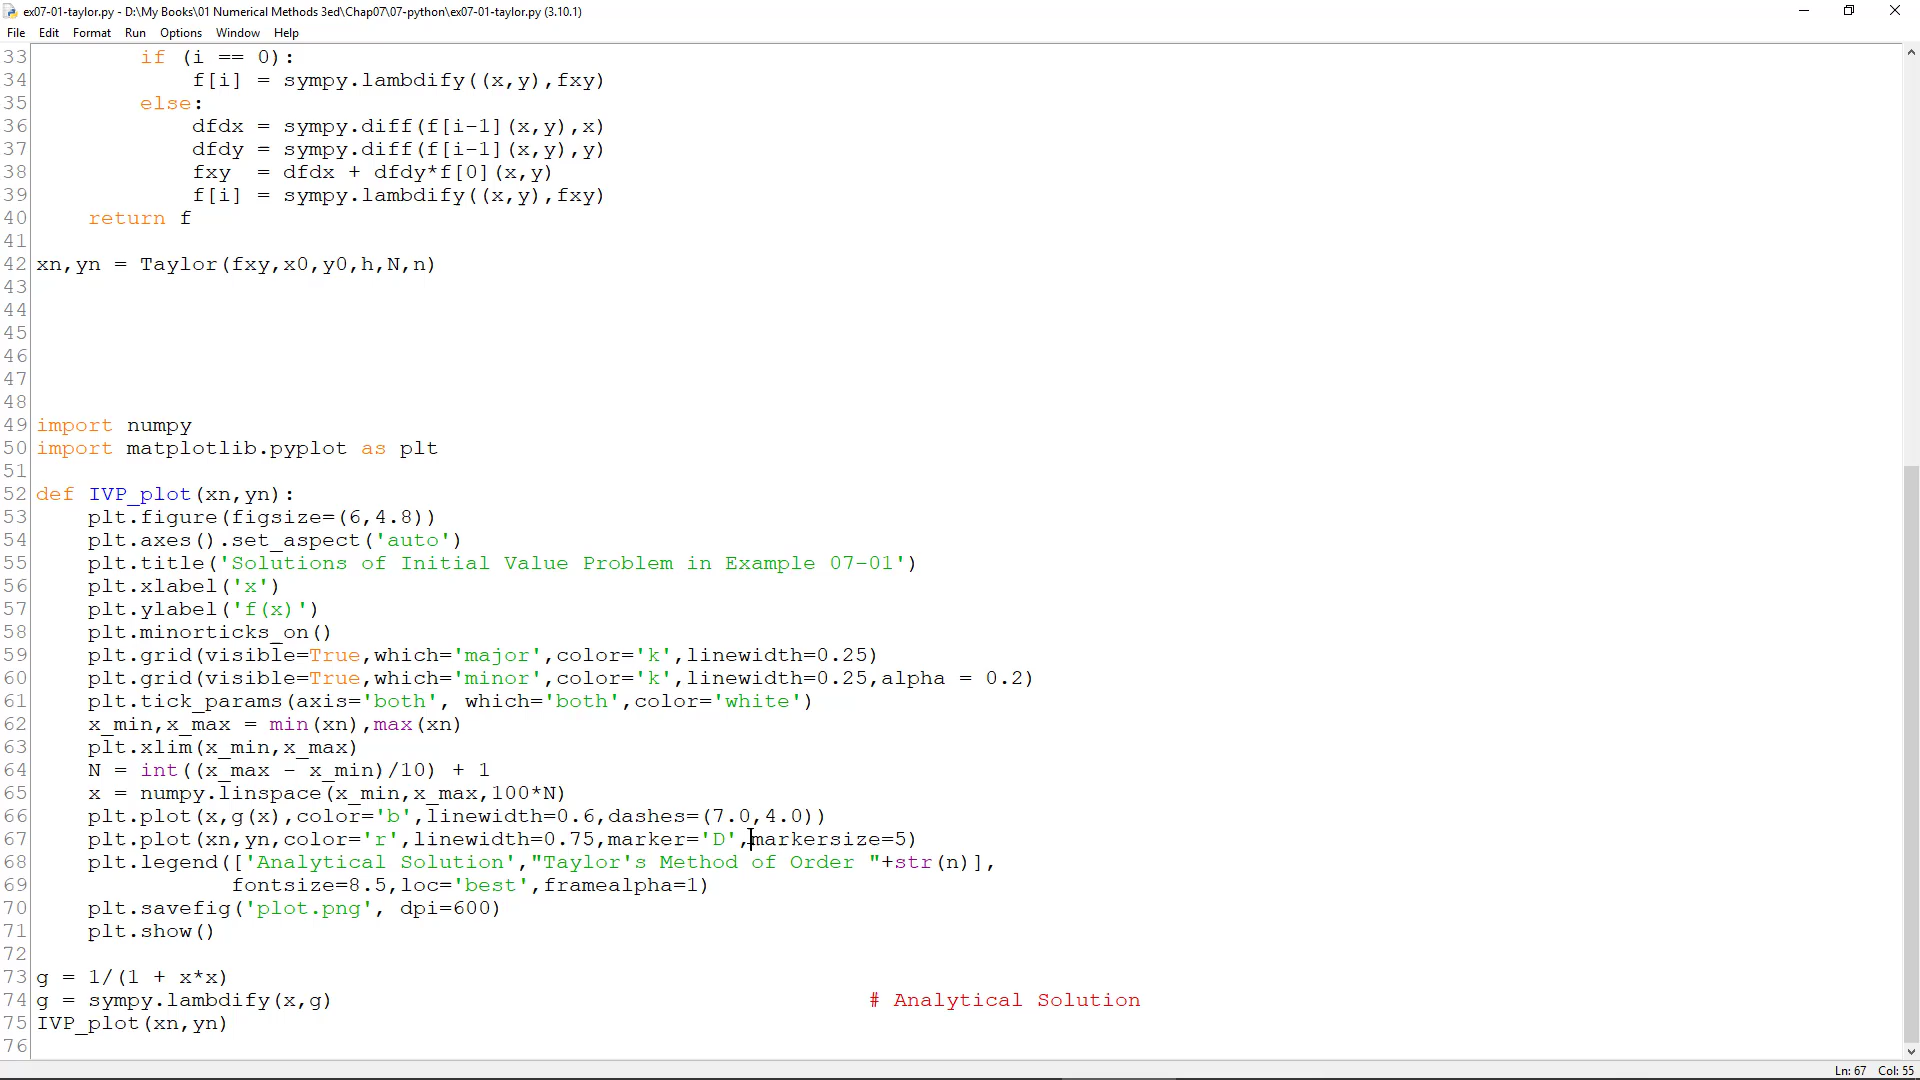 ex07-01-taylor.py - D:\My Books\01 Numerical Methods 3ed\Chap07\07-python\ex07-01-taylor.py (3.10.1)
File Edit Format Run Options Window Help
33         if (i == 0):
34             f[i] = sympy.lambdify((x,y),fxy)
35         else:
36             dfdx = sympy.diff(f[i-1](x,y),x)
37             dfdy = sympy.diff(f[i-1](x,y),y)
38             fxy  = dfdx + dfdy*f[0](x,y)
39             f[i] = sympy.lambdify((x,y),fxy)
40     return f
41
42 xn,yn = Taylor(fxy,x0,y0,h,N,n)
43
44
45
46
47
48
49 import numpy
50 import matplotlib.pyplot as plt
51
52 def IVP_plot(xn,yn):
53     plt.figure(figsize=(6,4.8))
54     plt.axes().set_aspect('auto')
55     plt.title('Solutions of Initial Value Problem in Example 07-01')
56     plt.xlabel('x')
57     plt.ylabel('f(x)')
58     plt.minorticks_on()
59     plt.grid(visible=True,which='major',color='k',linewidth=0.25)
60     plt.grid(visible=True,which='minor',color='k',linewidth=0.25,alpha = 0.2)
61     plt.tick_params(axis='both', which='both',color='white')
62     x_min,x_max = min(xn),max(xn)
63     plt.xlim(x_min,x_max)
64     N = int((x_max - x_min)/10) + 1
65     x = numpy.linspace(x_min,x_max,100*N)
66     plt.plot(x,g(x),color='b',linewidth=0.6,dashes=(7.0,4.0))
67     plt.plot(xn,yn,color='r',linewidth=0.75,marker='D',markersize=5)
68     plt.legend(['Analytical Solution',"Taylor's Method of Order "+str(n)],
69                fontsize=8.5,loc='best',framealpha=1)
70     plt.savefig('plot.png', dpi=600)
71     plt.show()
72
73 g = 1/(1 + x*x)
74 g = sympy.lambdify(x,g)                                         # Analytical Solution
75 IVP_plot(xn,yn)
76
Ln: 67 Col: 55